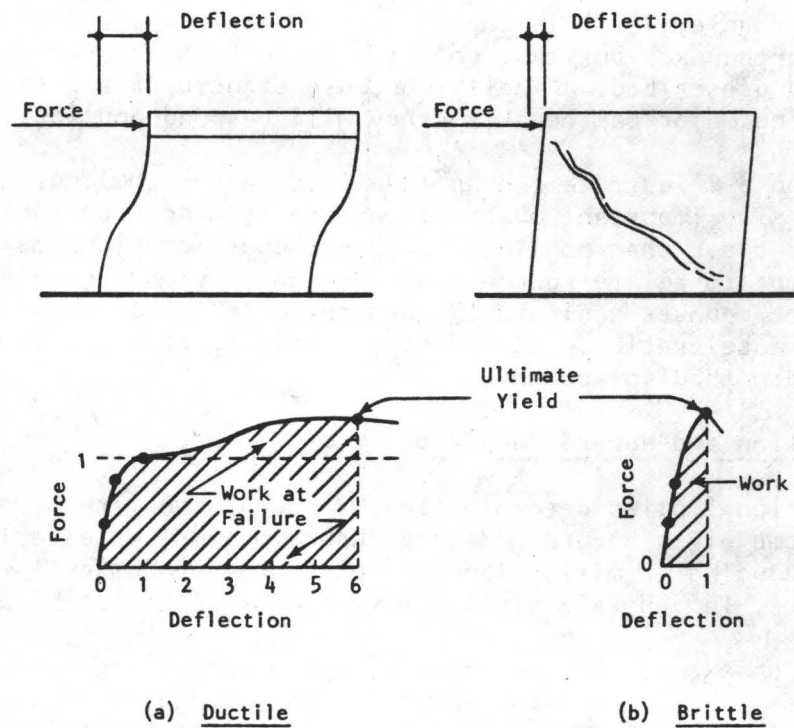 Deflection
Deflection
Force
Force
Ultimate
Yield
1
Work at
Failure
Work
Force
Force
0
0 1 2 3 4 5 6
0 1
Deflection
Deflection
(a) Ductile
(b) Brittle